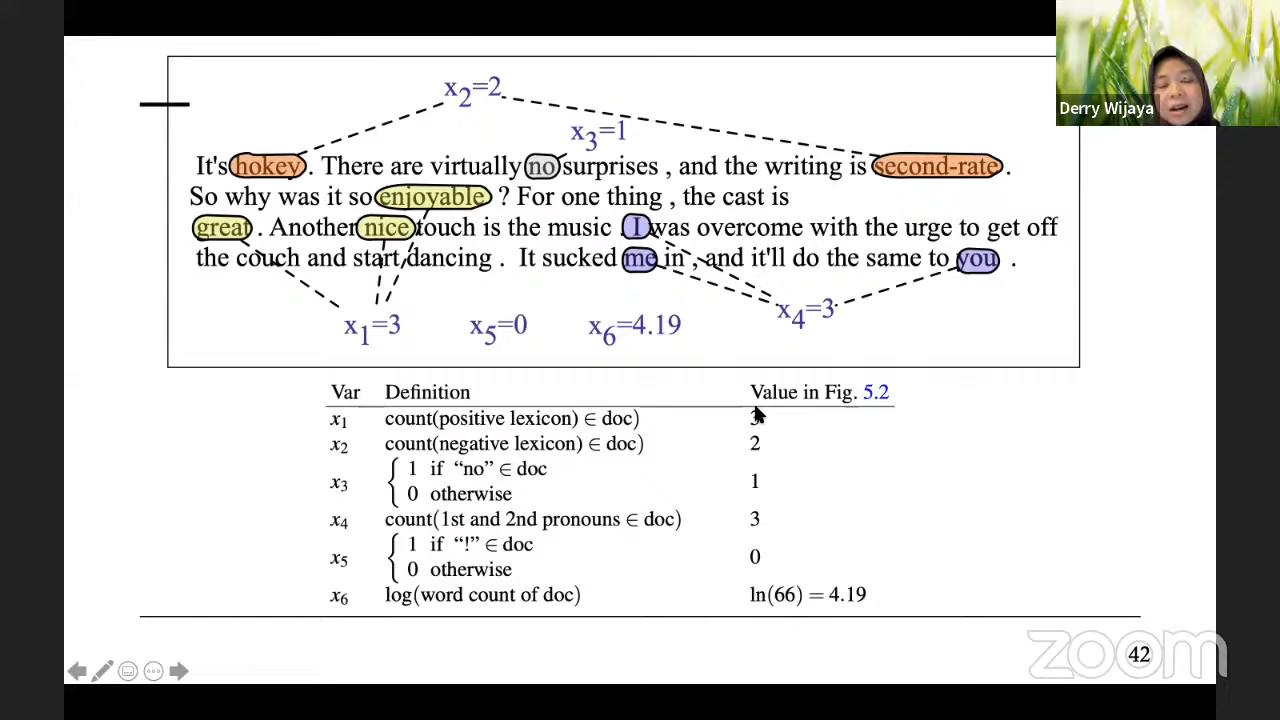 x2=2
x3=1
It's hokey . There are virtually no surprises , and the writing is second-rate .
So why was it so enjoyable ? For one thing , the cast is
great . Another nice touch is the music I was overcome with the urge to get off
the couch and start dancing . It sucked me in , and it'll do the same to you .
x1=3 x5=0 x6=4.19 x4=3
Var Definition Value in Fig. 5.2
x1 count(positive lexicon) ∈ doc) 3
x2 count(negative lexicon) ∈ doc) 2
x3 { 1 if “no” ∈ doc
0 otherwise 1
x4 count(1st and 2nd pronouns ∈ doc) 3
x5 { 1 if “!” ∈ doc
0 otherwise 0
x6 log(word count of doc) ln(66) = 4.19
42
Derry Wijaya
zoom